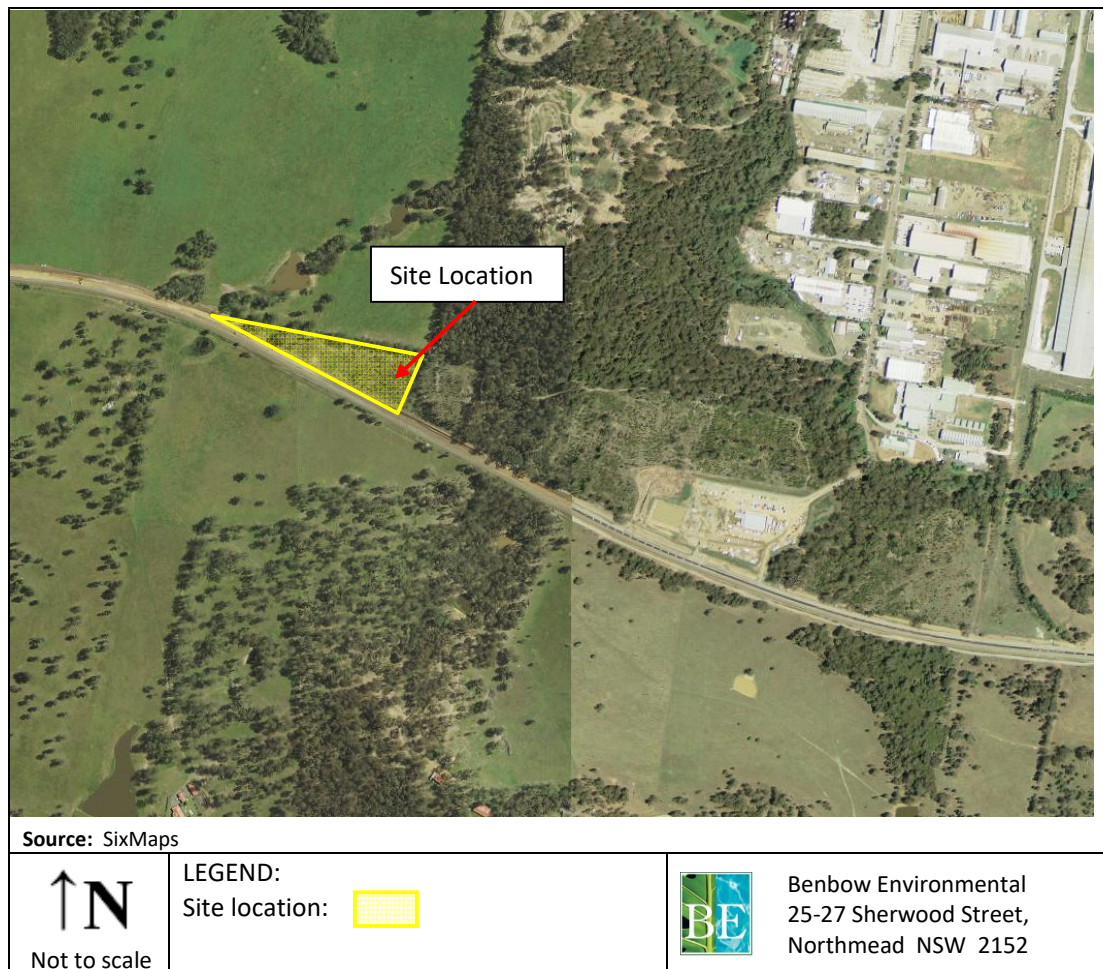 Site Location
Source: SixMaps
N
Not to scale
LEGEND:
Site location:
BE
Benbow Environmental
25-27 Sherwood Street,
Northmead NSW 2152